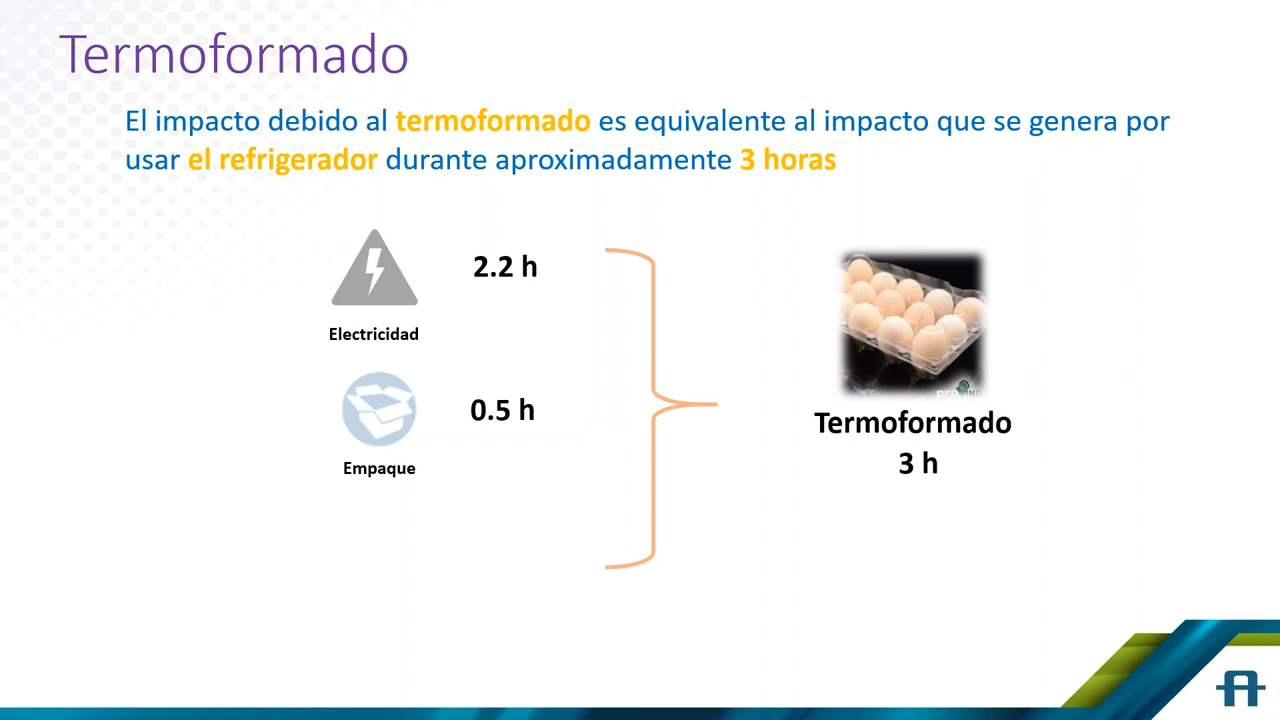 Termoformado
El impacto debido al termoformado es equivalente al impacto que se genera por
usar el refrigerador durante aproximadamente 3 horas
2.2 h
Electricidad
0.5 h
Empaque
Termoformado
3 h